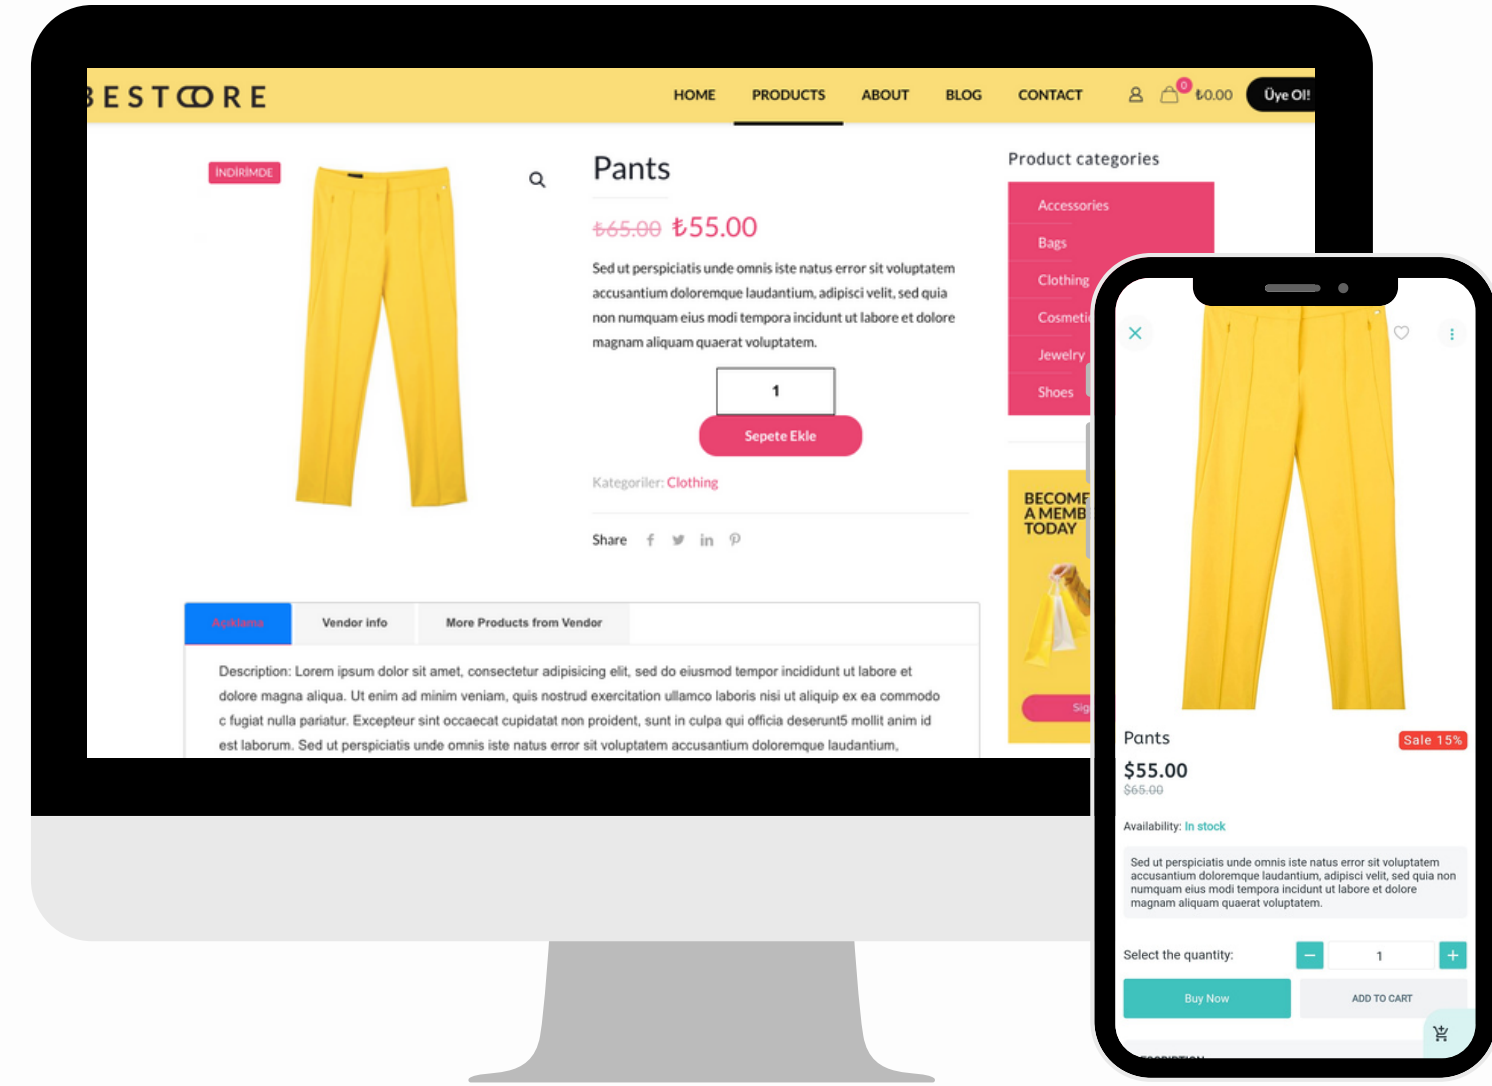 BESTOORE
HOME PRODUCTS ABOUT BLOG CONTACT 0 ₺0.00 Üye Ol!
İNDİRİMDE
Pants
₺65.00 ₺55.00
Sed ut perspiciatis unde omnis iste natus error sit voluptatem
accusantium doloremque laudantium, adipisci velit, sed quia
non numquam eius modi tempora incidunt ut labore et dolore
magnam aliquam quaerat voluptatem.
1
Sepete Ekle
Kategoriler: Clothing
Share
Product categories
Accessories
Bags
Clothing
Jewelry
Shoes
BECOME
TODAY
Açıklama Vendor info More Products from Vendor
Description: Lorem ipsum dolor sit amet, consectetur adipisicing elit, sed do eiusmod tempor incididunt ut labore et
dolore magna aliqua. Ut enim ad minim veniam, quis nostrud exercitation ullamco laboris nisi ut aliquip ex ea commodo
c fugiat nulla pariatur. Excepteur sint occaecat cupidatat non proident, sunt in culpa qui officia deserunt5 mollit anim id
est laborum. Sed ut perspiciatis unde omnis iste natus error sit voluptatem accusantium doloremque laudantium,
Pants
Sale 15%
$55.00
$65.00
Availability: In stock
Sed ut perspiciatis unde omnis iste natus error sit voluptatem
accusantium doloremque laudantium, adipisci velit, sed quia non
numquam eius modi tempora incidunt ut labore et dolore
magnam aliquam quaerat voluptatem.
Select the quantity: − 1 +
Buy Now ADD TO CART